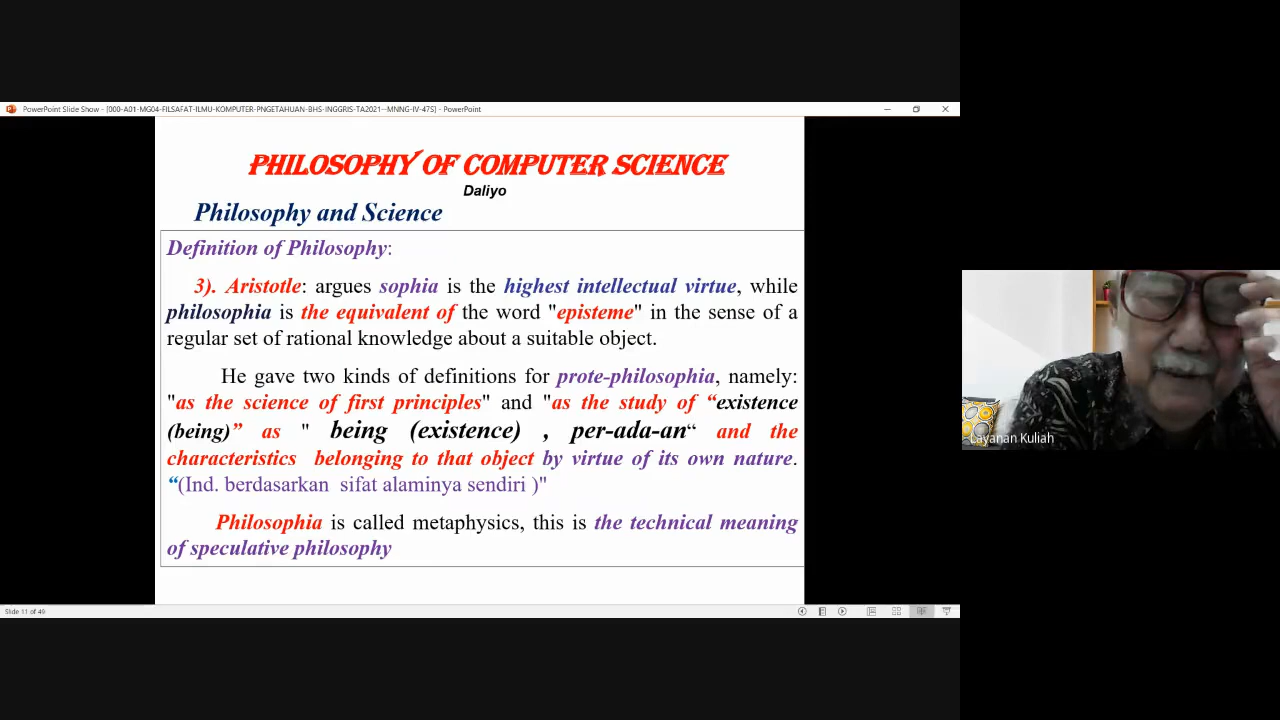 PowerPoint Slide Show - [000-A01-MG04-FILSAFAT-ILMU-KOMPUTER-PNGETAHUAN-BHS-INGGRIS-TA2021--MNNG-IV-47S] - PowerPoint
PHILOSOPHY OF COMPUTER SCIENCE
Daliyo
Philosophy and Science
Definition of Philosophy:
3). Aristotle: argues sophia is the highest intellectual virtue, while
philosophia is the equivalent of the word "episteme" in the sense of a
regular set of rational knowledge about a suitable object.
He gave two kinds of definitions for prote-philosophia, namely:
"as the science of first principles" and "as the study of “existence
(being)” as " being (existence) , per-ada-an“ and the
characteristics belonging to that object by virtue of its own nature.
“(Ind. berdasarkan sifat alaminya sendiri )"
Philosophia is called metaphysics, this is the technical meaning
of speculative philosophy
Layanan Kuliah
Slide 11 of 49